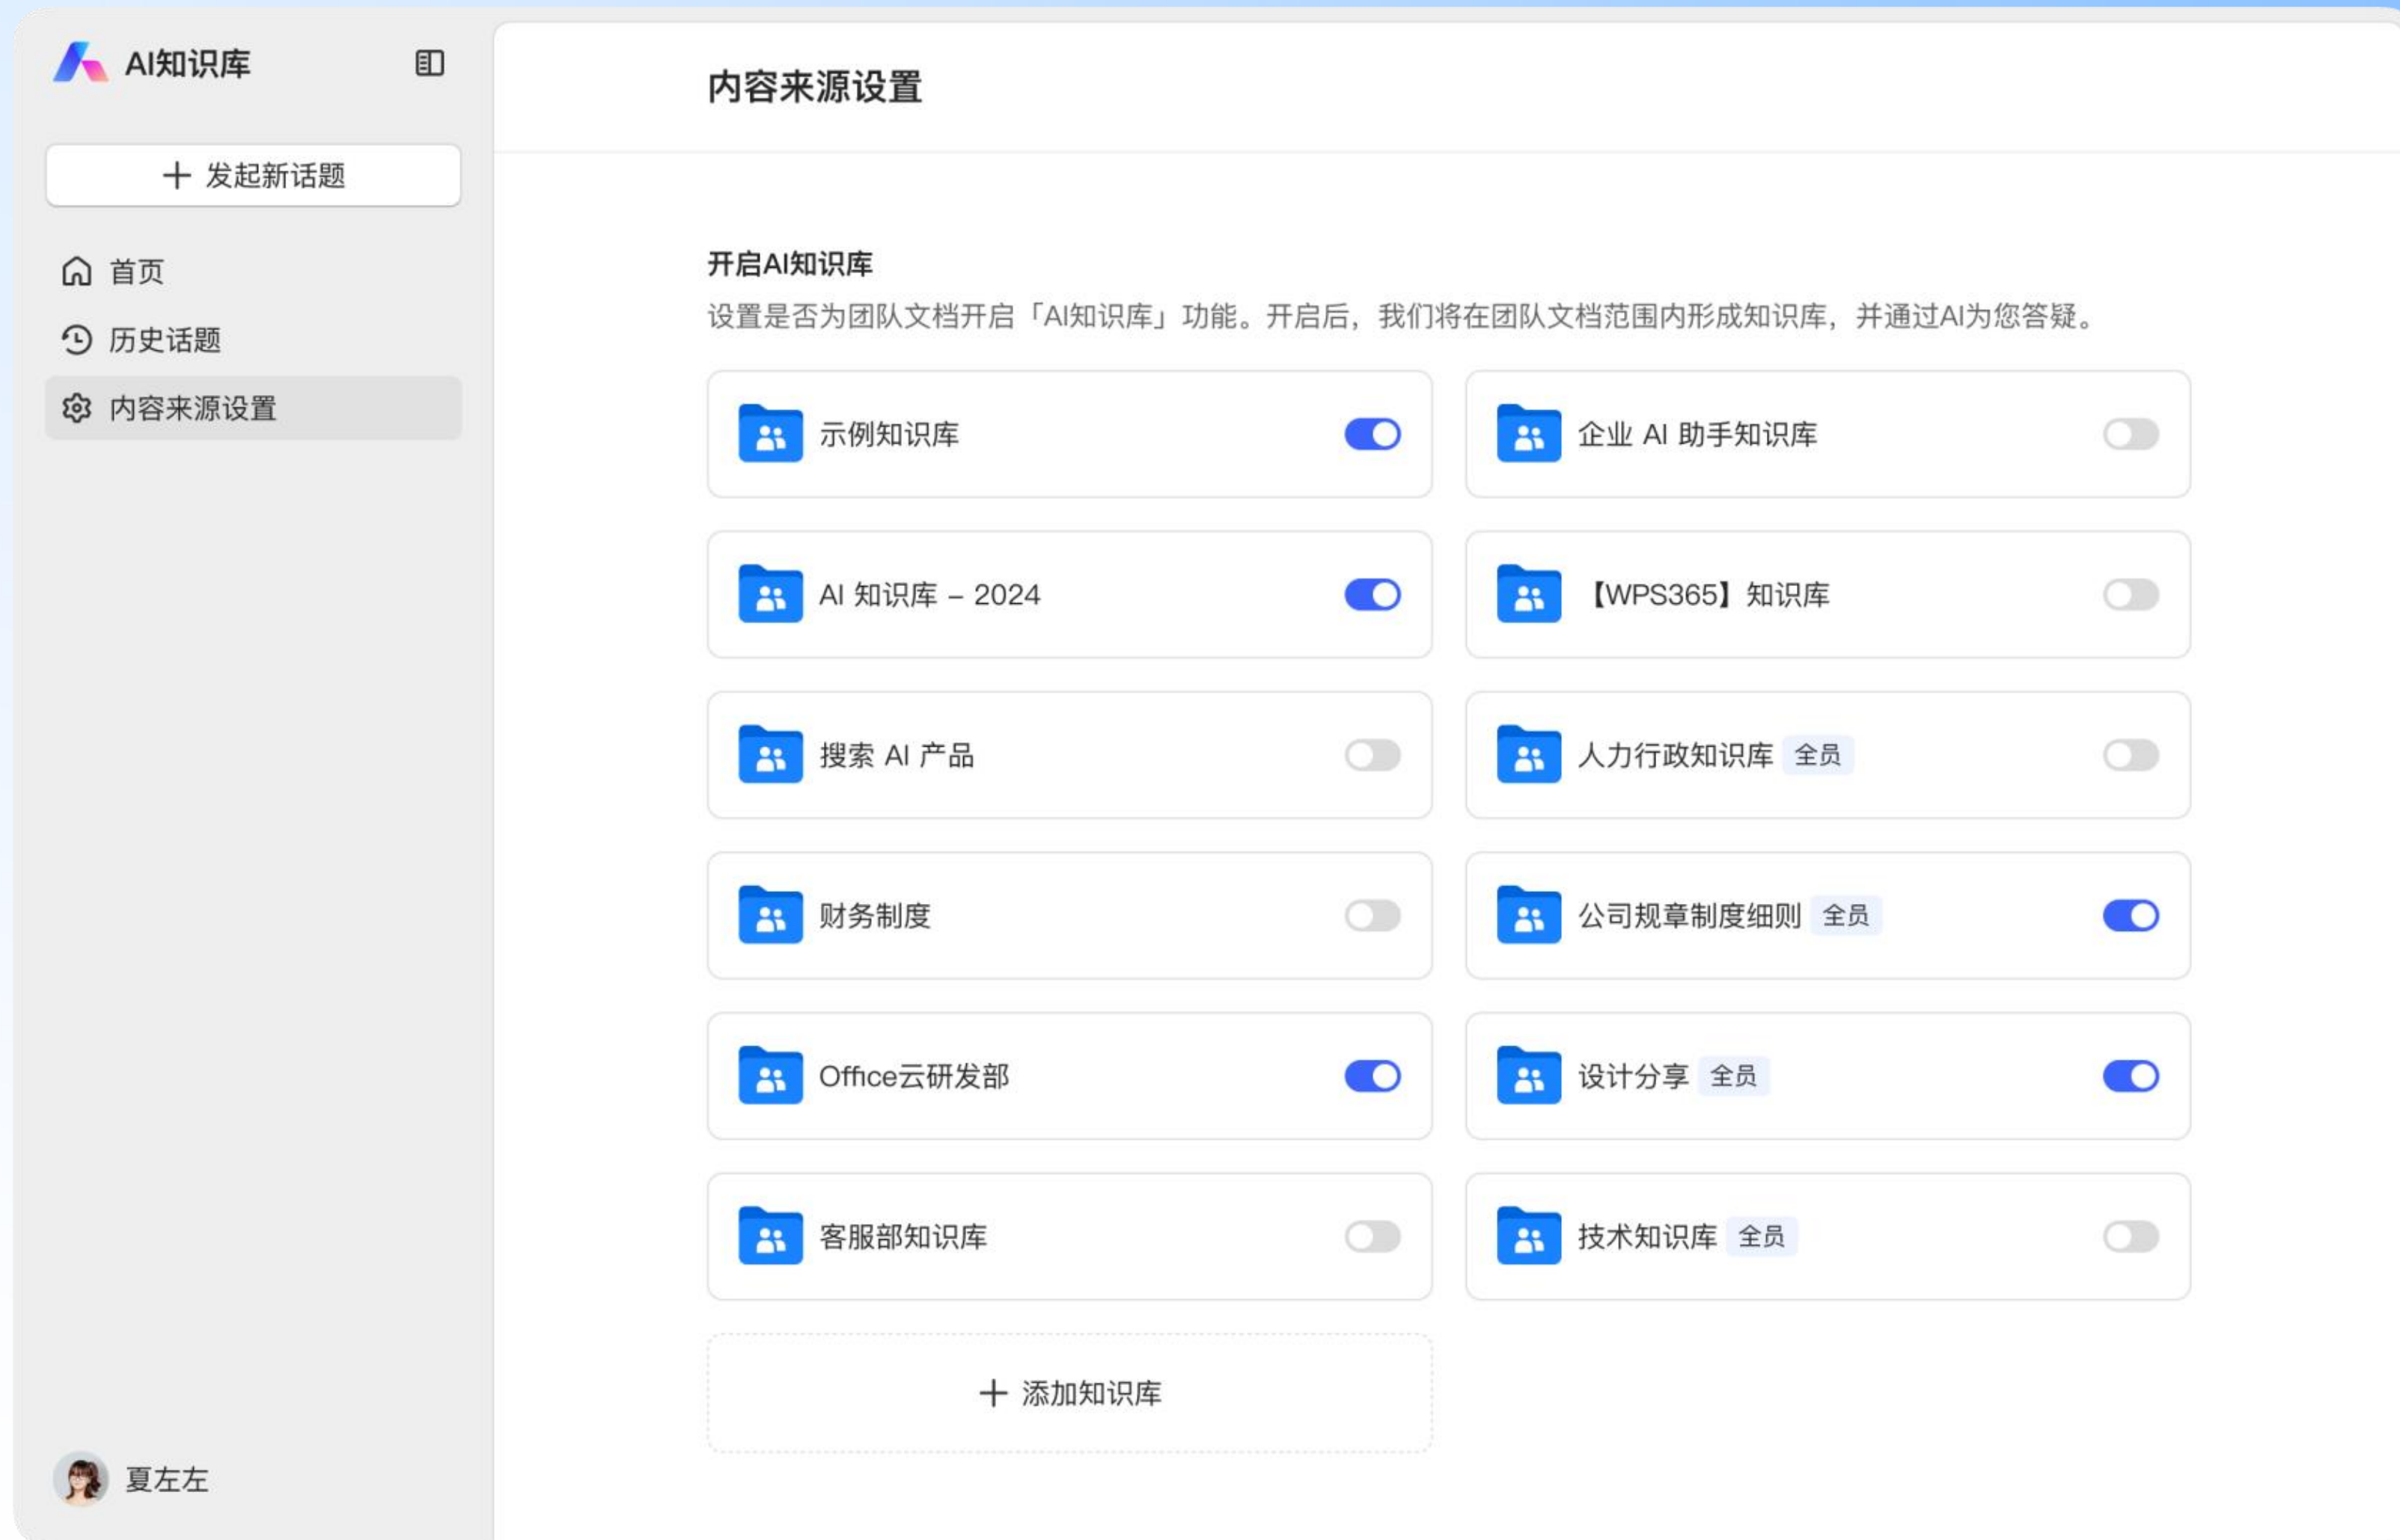 AI知识库
发起新话题
首页
历史话题
内容来源设置
夏左左
内容来源设置
开启AI知识库
设置是否为团队文档开启「AI知识库」功能。开启后，我们将在团队文档范围内形成知识库，并通过AI为您答疑。
示例知识库
企业 AI 助手知识库
AI 知识库 – 2024
【WPS365】知识库
搜索 AI 产品
人力行政知识库 全员
财务制度
公司规章制度细则 全员
Office云研发部
设计分享 全员
客服部知识库
技术知识库 全员
添加知识库